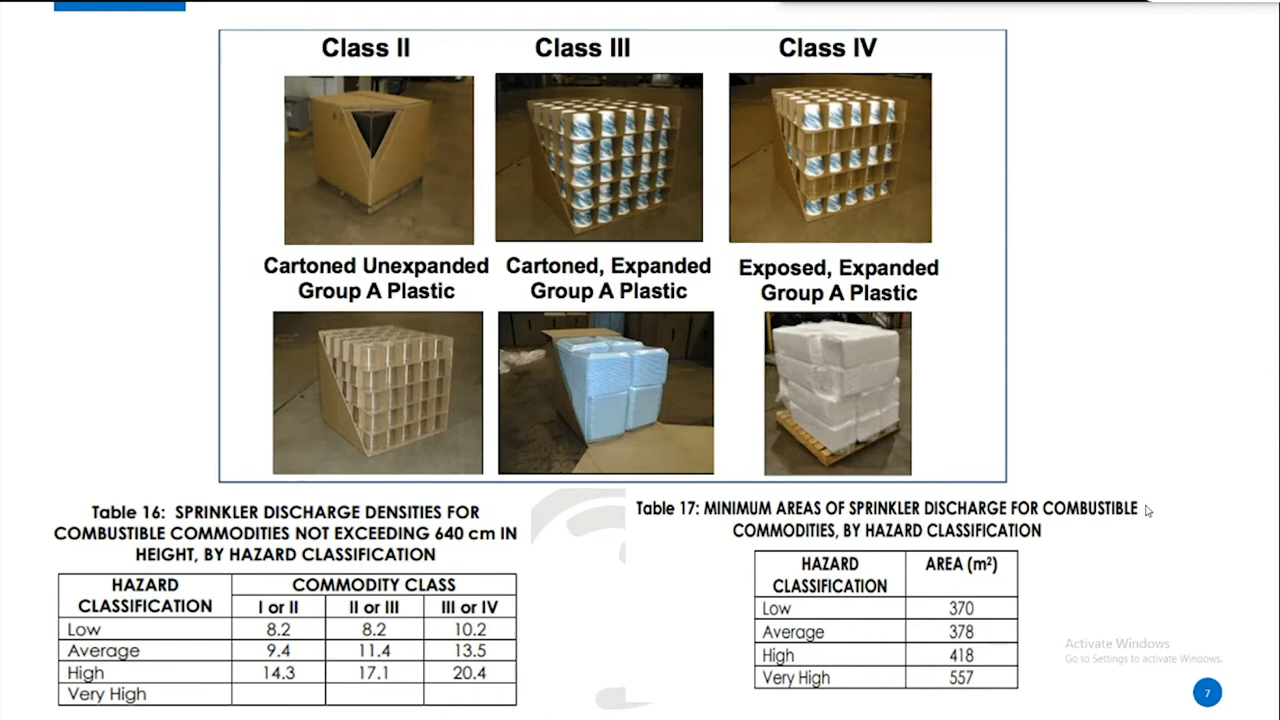 Class II
Class III
Class IV
Cartoned Unexpanded
Group A Plastic
Cartoned, Expanded
Group A Plastic
Exposed, Expanded
Group A Plastic
Table 16: SPRINKLER DISCHARGE DENSITIES FOR
COMBUSTIBLE COMMODITIES NOT EXCEEDING 640 cm IN
HEIGHT, BY HAZARD CLASSIFICATION
HAZARD
CLASSIFICATION
COMMODITY CLASS
I or II II or III III or IV
Low 8.2 8.2 10.2
Average 9.4 11.4 13.5
High 14.3 17.1 20.4
Very High
Table 17: MINIMUM AREAS OF SPRINKLER DISCHARGE FOR COMBUSTIBLE
COMMODITIES, BY HAZARD CLASSIFICATION
HAZARD
CLASSIFICATION
AREA (m²)
Low 370
Average 378
High 418
Very High 557
Activate Windows
Go to Settings to activate Windows.
7